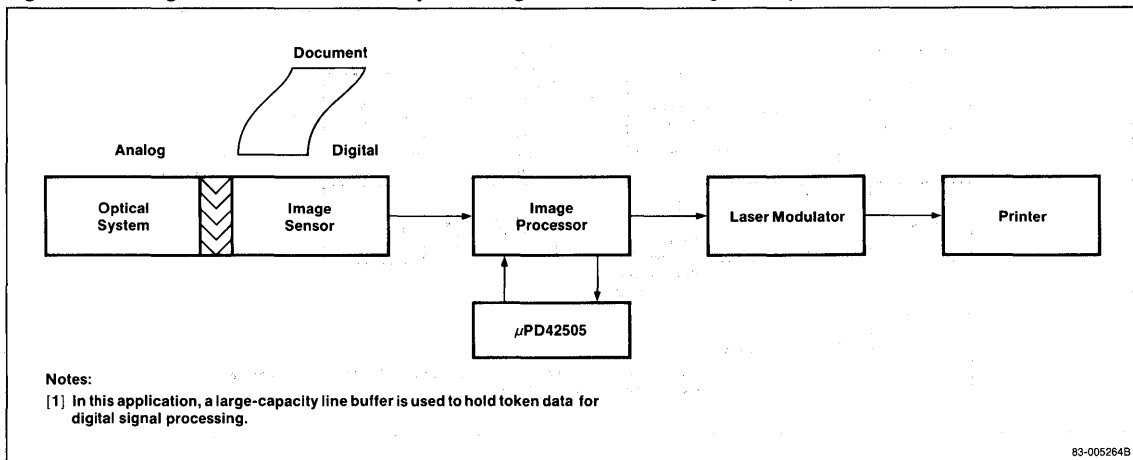 Document
Analog
Digital
Optical
System
Image
Sensor
Image
Processor
Laser Modulator
Printer
μPD42505
Notes:
[1] In this application, a large-capacity line buffer is used to hold token data for
digital signal processing.
83-005264B